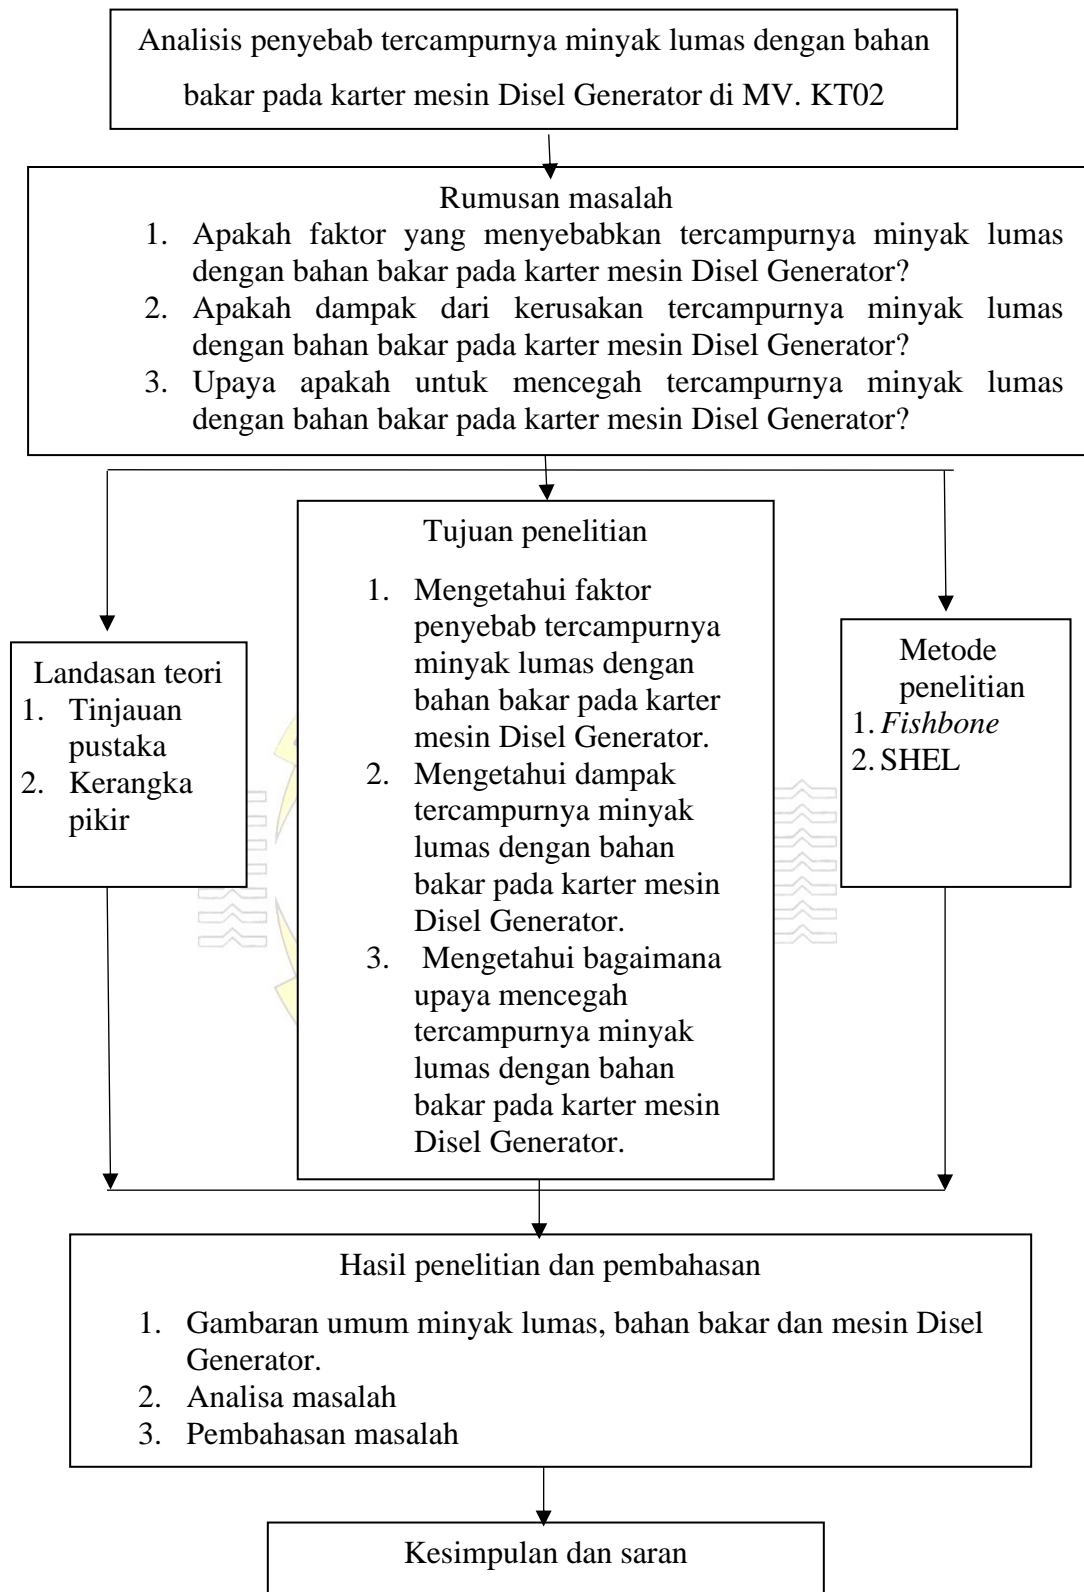 Analisis penyebab tercampurnya minyak lumas dengan bahan
bakar pada karter mesin Disel Generator di MV. KT02
Rumusan masalah
1. Apakah faktor yang menyebabkan tercampurnya minyak lumas
dengan bahan bakar pada karter mesin Disel Generator?
2. Apakah dampak dari kerusakan tercampurnya minyak lumas
dengan bahan bakar pada karter mesin Disel Generator?
3. Upaya apakah untuk mencegah tercampurnya minyak lumas
dengan bahan bakar pada karter mesin Disel Generator?
Landasan teori
1. Tinjauan
pustaka
2. Kerangka
pikir
Tujuan penelitian
1. Mengetahui faktor
penyebab tercampurnya
minyak lumas dengan
bahan bakar pada karter
mesin Disel Generator.
2. Mengetahui dampak
tercampurnya minyak
lumas dengan bahan
bakar pada karter mesin
Disel Generator.
3. Mengetahui bagaimana
upaya mencegah
tercampurnya minyak
lumas dengan bahan
bakar pada karter mesin
Disel Generator.
Metode
penelitian
1. Fishbone
2. SHEL
Hasil penelitian dan pembahasan
1. Gambaran umum minyak lumas, bahan bakar dan mesin Disel
Generator.
2. Analisa masalah
3. Pembahasan masalah
Kesimpulan dan saran